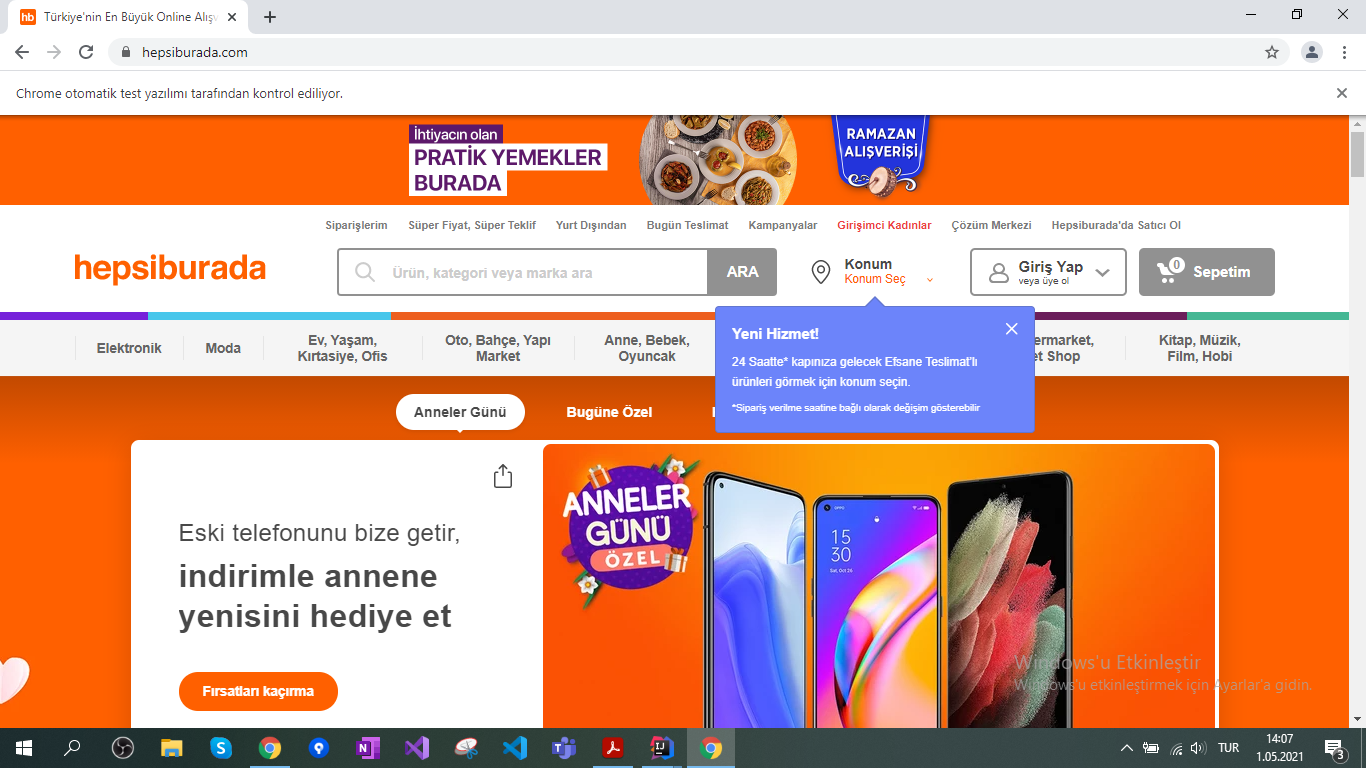 hb Türkiye'nin En Büyük Online Alışv
hepsiburada.com
Chrome otomatik test yazılımı tarafından kontrol ediliyor.
İhtiyacın olan
PRATİK YEMEKLER
BURADA
RAMAZAN
ALIŞVERİŞİ
Siparişlerim Süper Fiyat, Süper Teklif Yurt Dışından Bugün Teslimat Kampanyalar Girişimci Kadınlar Çözüm Merkezi Hepsiburada'da Satıcı Ol
hepsiburada
Ürün, kategori veya marka ara
ARA
Konum
Konum Seç
Giriş Yap
veya üye ol
0
Sepetim
Elektronik
Moda
Ev, Yaşam,
Kırtasiye, Ofis
Oto, Bahçe, Yapı
Market
Anne, Bebek,
Oyuncak
ermarket,
et Shop
Kitap, Müzik,
Film, Hobi
Yeni Hizmet!
24 Saatte* kapınıza gelecek Efsane Teslimat'lı
ürünleri görmek için konum seçin.
*Sipariş verilme saatine bağlı olarak değişim gösterebilir
Anneler Günü
Bugüne Özel
Eski telefonunu bize getir,
indirimle annene
yenisini hediye et
Fırsatları kaçırma
ANNELER
GÜNÜ
ÖZEL
15
30
Sat, Oct 26
Windows'u Etkinleştir
Windows'u etkinleştirmek için Ayarlar'a gidin.
TUR
14:07
1.05.2021
3